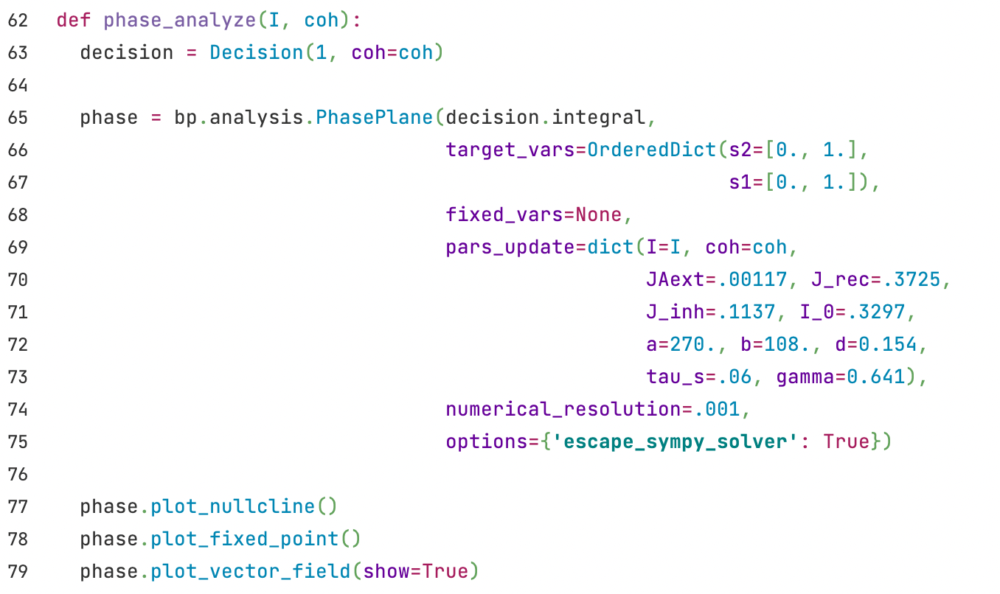 62 def phase_analyze(I, coh):
63   decision = Decision(1, coh=coh)
64
65   phase = bp.analysis.PhasePlane(decision.integral,
66                                  target_vars=OrderedDict(s2=[0., 1.],
67                                                          s1=[0., 1.]),
68                                  fixed_vars=None,
69                                  pars_update=dict(I=I, coh=coh,
70                                                   JAext=.00117, J_rec=.3725,
71                                                   J_inh=.1137, I_0=.3297,
72                                                   a=270., b=108., d=0.154,
73                                                   tau_s=.06, gamma=0.641),
74                                  numerical_resolution=.001,
75                                  options={'escape_sympy_solver': True})
76
77   phase.plot_nullcline()
78   phase.plot_fixed_point()
79   phase.plot_vector_field(show=True)